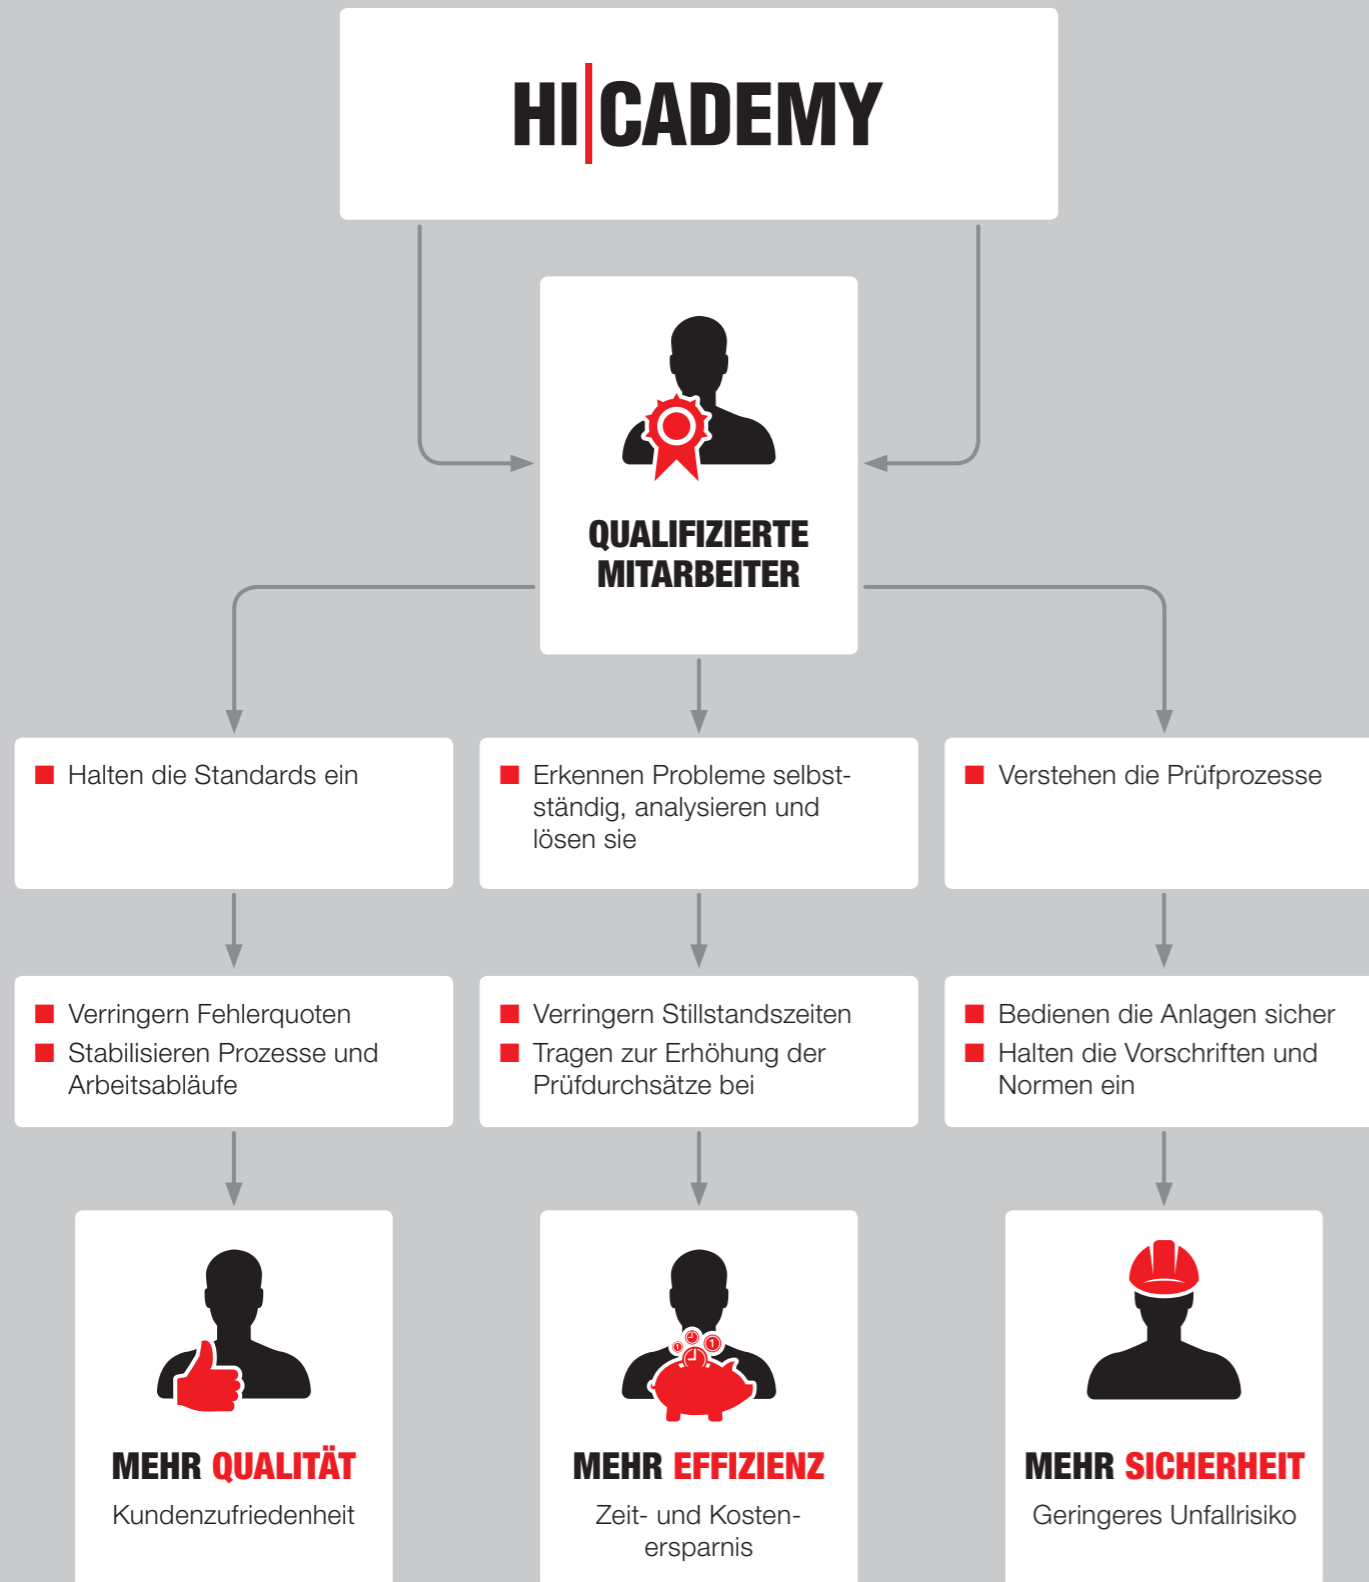 HI|CADEMY
QUALIFIZIERTE
MITARBEITER
Halten die Standards ein
Erkennen Probleme selbst-
ständig, analysieren und
lösen sie
Verstehen die Prüfprozesse
Verringern Fehlerquoten
Stabilisieren Prozesse und
Arbeitsabläufe
Verringern Stillstandszeiten
Tragen zur Erhöhung der
Prüfdurchsätze bei
Bedienen die Anlagen sicher
Halten die Vorschriften und
Normen ein
MEHR QUALITÄT
Kundenzufriedenheit
1
1
MEHR EFFIZIENZ
Zeit- und Kosten-
ersparnis
MEHR SICHERHEIT
Geringeres Unfallrisiko